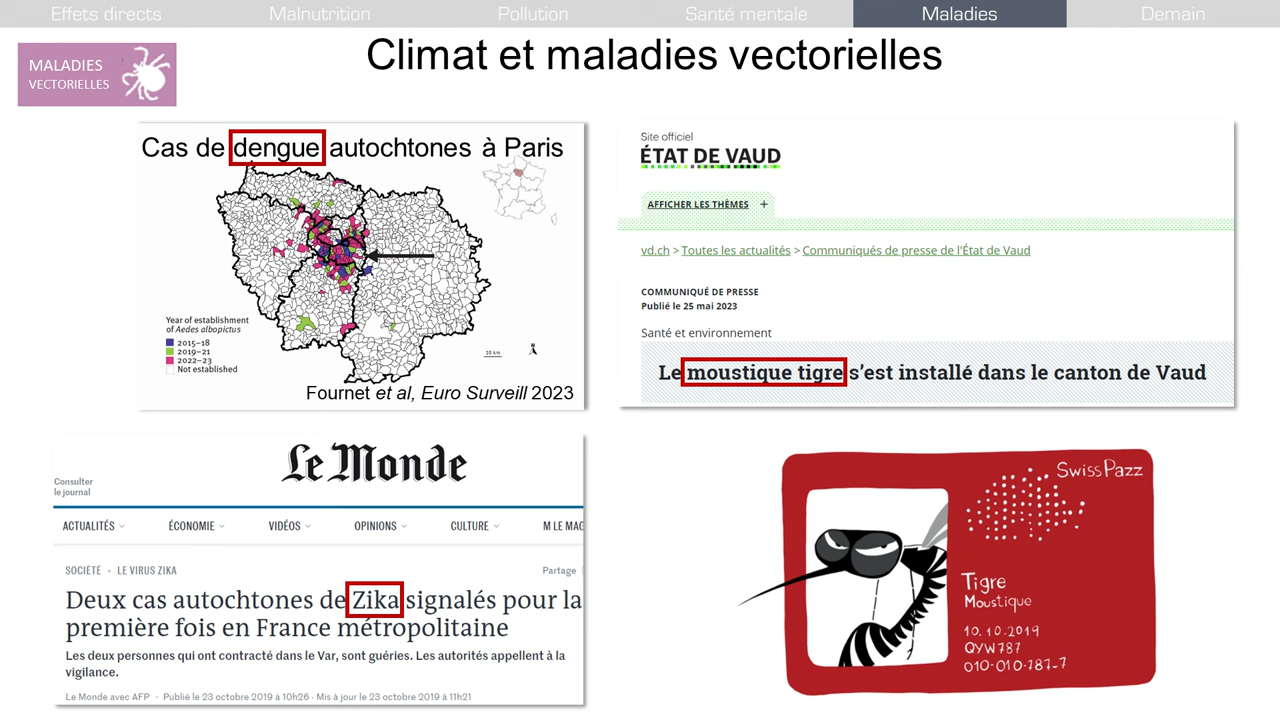 Effets directs
Malnutrition
Pollution
Santé mentale
Maladies
Demain
MALADIES
VECTORIELLES
Climat et maladies vectorielles
Cas de dengue autochtones à Paris
Year of establishment
of Aedes albopictus
2015–18
2019–21
2022–23
Not established
10 km
N
Fournet et al, Euro Surveill 2023
Site officiel
ÉTAT DE VAUD
AFFICHER LES THÈMES +
vd.ch > Toutes les actualités > Communiqués de presse de l'État de Vaud
COMMUNIQUÉ DE PRESSE
Publié le 25 mai 2023
Santé et environnement
Le moustique tigre s'est installé dans le canton de Vaud
Le Monde
Consulter
le journal
ACTUALITÉS
ÉCONOMIE
VIDÉOS
OPINIONS
CULTURE
M LE MAG
SOCIÉTÉ • LE VIRUS ZIKA
Partage
Deux cas autochtones de Zika signalés pour la
première fois en France métropolitaine
Les deux personnes qui ont contracté dans le Var, sont guéries. Les autorités appellent à la
vigilance.
Le Monde avec AFP • Publié le 23 octobre 2019 à 10h26 - Mis à jour le 23 octobre 2019 à 11h21
SwissPazz
Tigre
Moustique
10.10.2019
QYW787
010-010-787-7